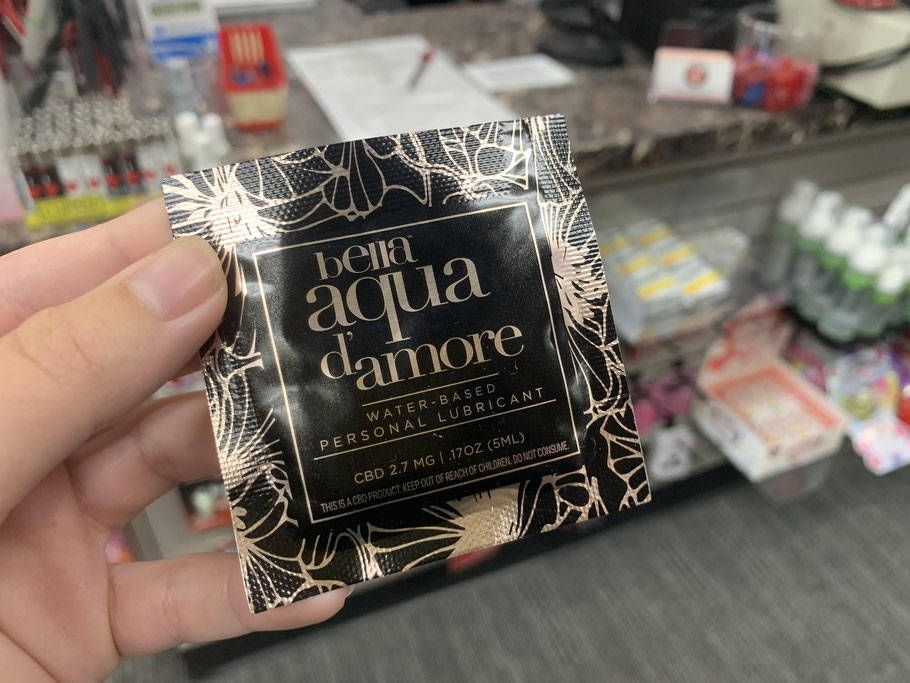 bella™
aqua
d'amore
WATER-BASED
PERSONAL LUBRICANT
CBD 2.7 MG | .17OZ (5ML)
THIS IS A CBD PRODUCT. KEEP OUT OF REACH OF CHILDREN. DO NOT CONSUME.